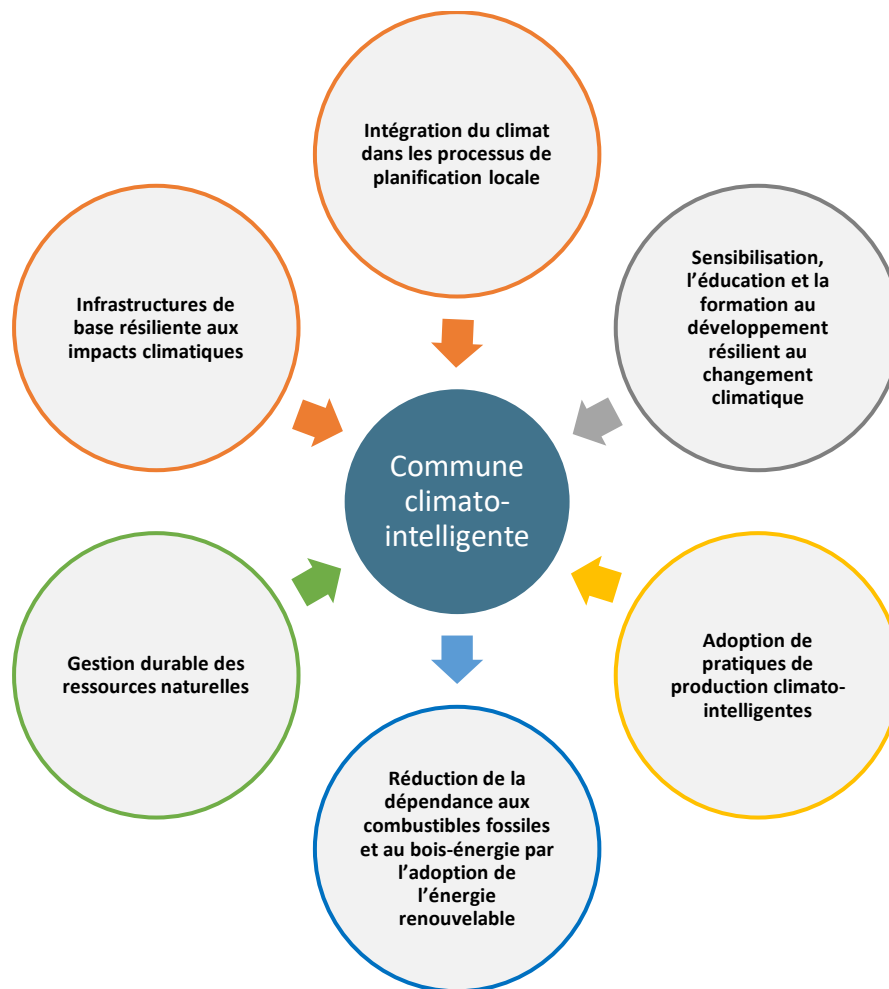 Intégration du climat
dans les processus de
planification locale
Sensibilisation,
l'éducation et la
formation au
développement
résilient au
changement
climatique
Infrastructures de
base résiliente aux
impacts climatiques
Commune
climato-
intelligente
Adoption de
pratiques de
production climato-
intelligentes
Gestion durable des
ressources naturelles
Réduction de la
dépendance aux
combustibles fossiles
et au bois-énergie par
l'adoption de
l'énergie
renouvelable